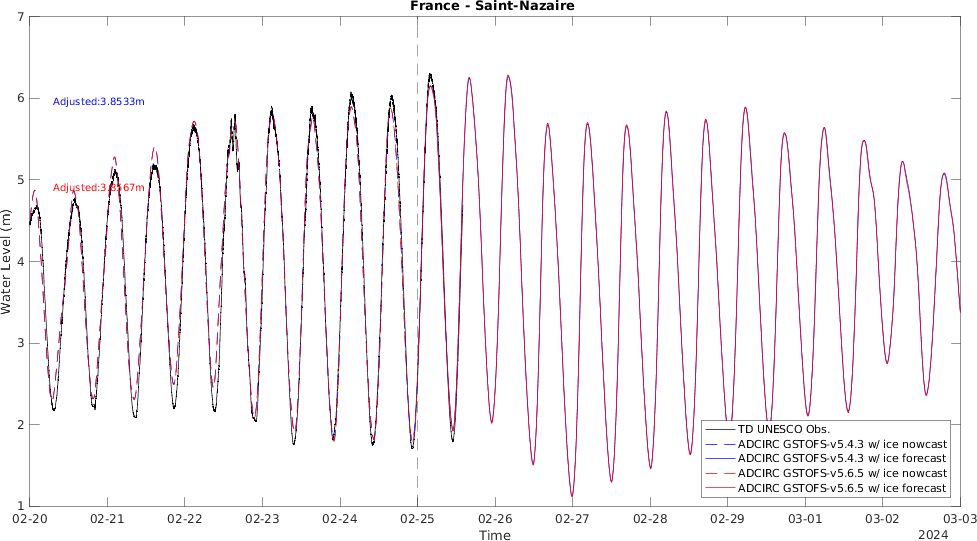 France - Saint-Nazaire
7
6
5
4
3
2
1
Water Level (m)
Adjusted:3.8533m
Adjusted:3.8367m
TD UNESCO Obs.
ADCIRC GSTOFS-v5.4.3 w/ ice nowcast
ADCIRC GSTOFS-v5.4.3 w/ ice forecast
ADCIRC GSTOFS-v5.6.5 w/ ice nowcast
ADCIRC GSTOFS-v5.6.5 w/ ice forecast
02-20 02-21 02-22 02-23 02-24 02-25 02-26 02-27 02-28 02-29 03-01 03-02 03-03
Time
2024